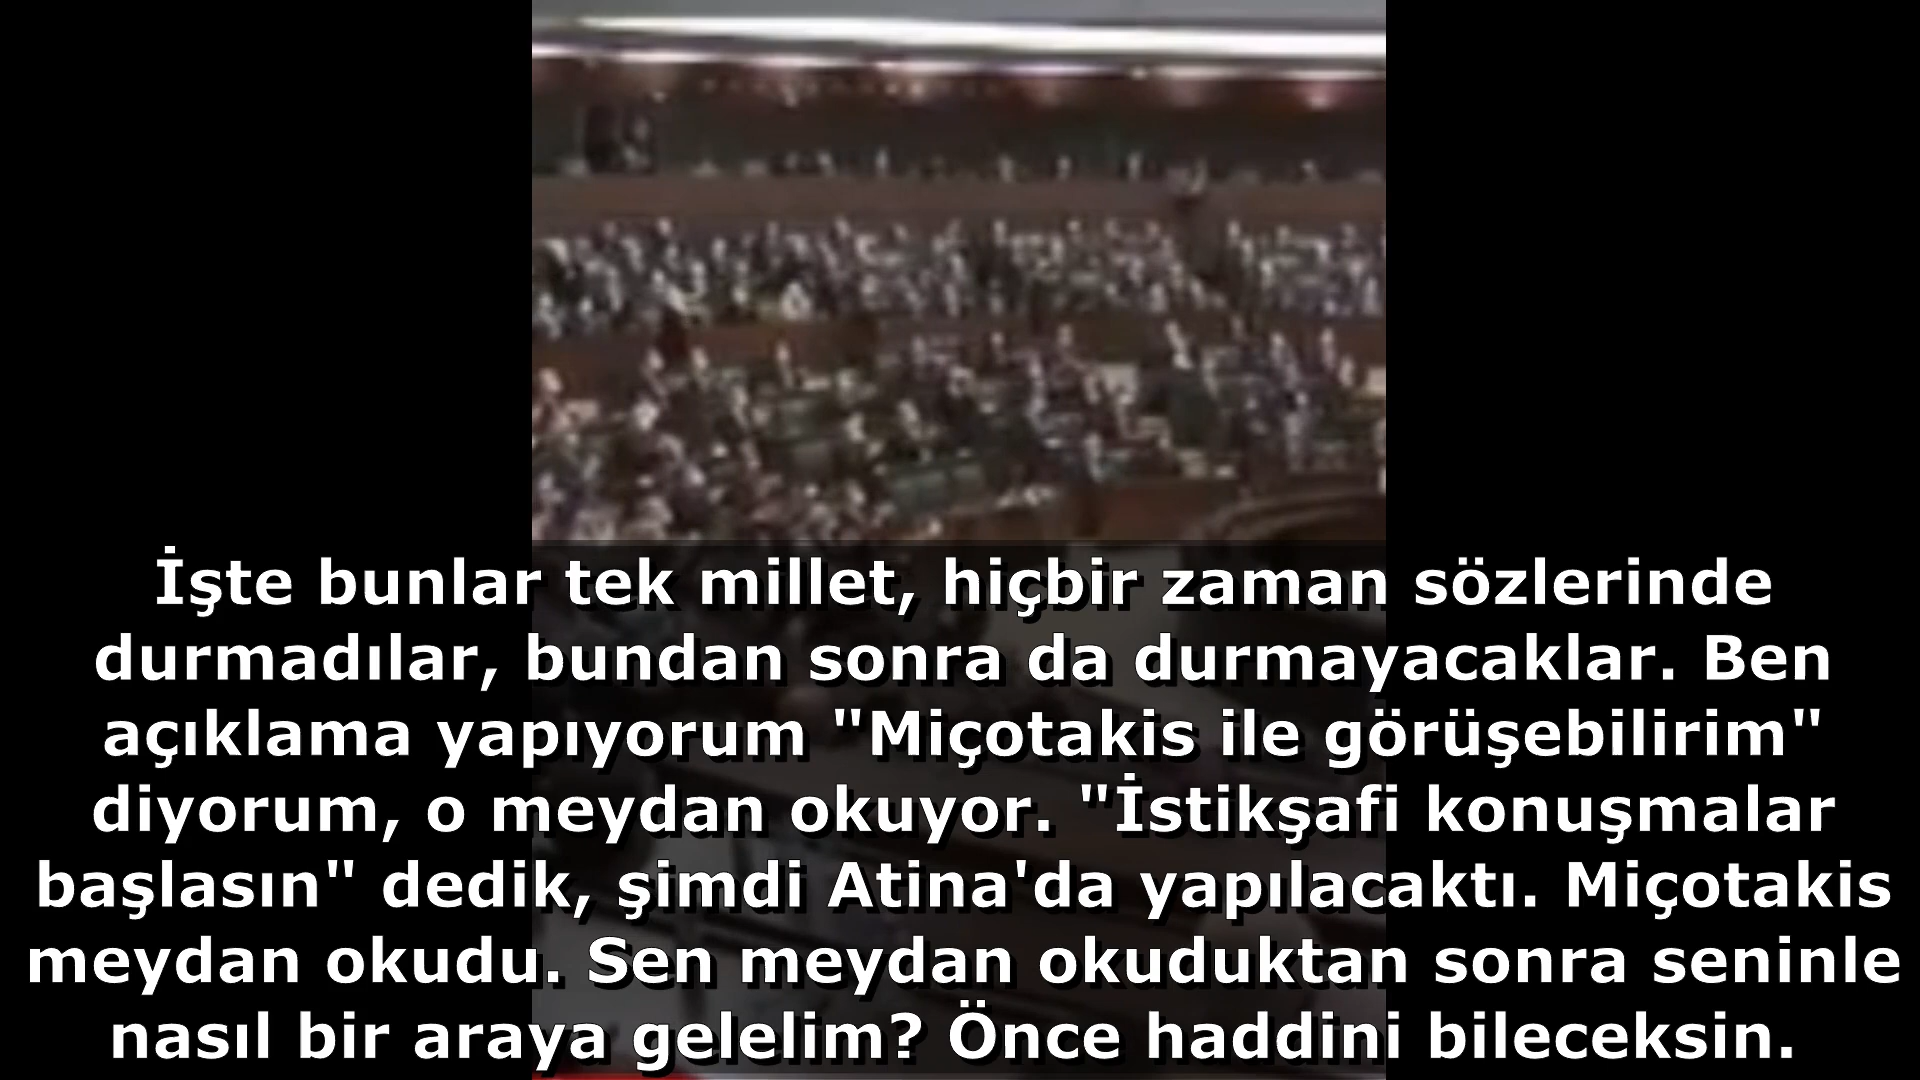 İşte bunlar tek millet, hiçbir zaman sözlerinde
durmadılar, bundan sonra da durmayacaklar. Ben
açıklama yapıyorum "Miçotakis ile görüşebilirim"
diyorum, o meydan okuyor. "İstikşafi konuşmalar
başlasın" dedik, şimdi Atina'da yapılacaktı. Miçotakis
meydan okudu. Sen meydan okuduktan sonra seninle
nasıl bir araya gelelim? Önce haddini bileceksin.